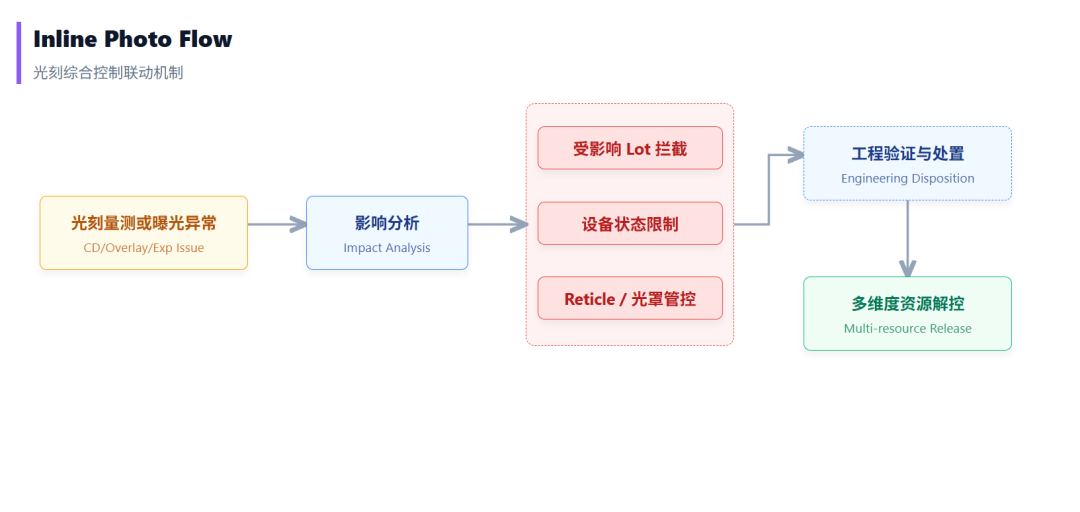 Inline Photo Flow
光刻综合控制联动机制
光刻量测或曝光异常
CD/Overlay/Exp Issue
影响分析
Impact Analysis
受影响 Lot 拦截
设备状态限制
Reticle / 光罩管控
工程验证与处置
Engineering Disposition
多维度资源解控
Multi-resource Release